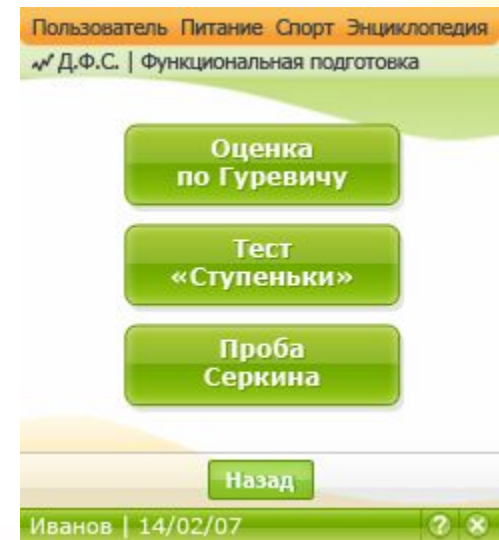 Пользователь Питание Спорт Энциклопедия
Д.Ф.С. | Функциональная подготовка
Оценка
по Гуревичу
Тест
«Ступеньки»
Проба
Серкина
Назад
Иванов | 14/02/07 ? ×